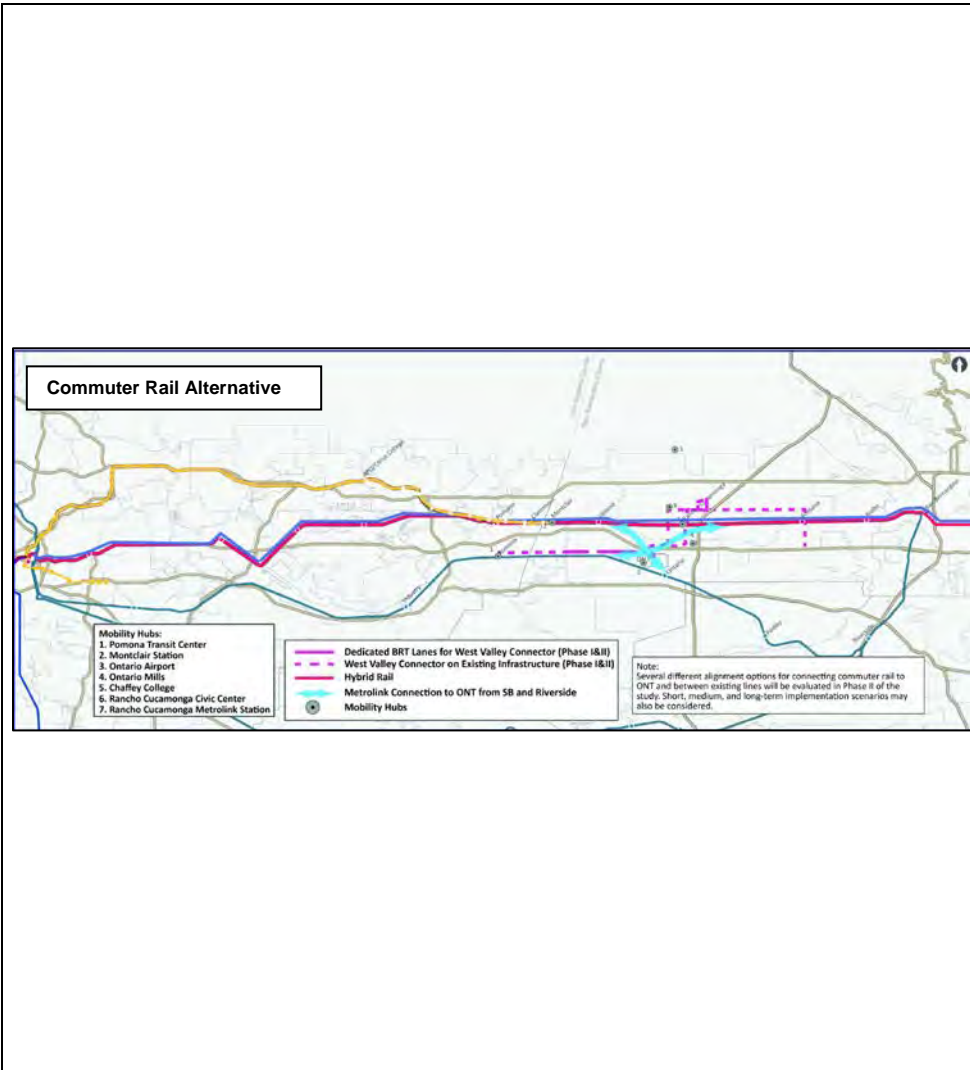 Commuter Rail Alternative
Mobility Hubs:
1. Pomona Transit Center
2. Montclair Station
3. Ontario Airport
4. Ontario Mills
5. Chaffey College
6. Rancho Cucamonga Civic Center
7. Rancho Cucamonga Metrolink Station
Dedicated BRT Lanes for West Valley Connector (Phase I&II)
West Valley Connector on Existing Infrastructure (Phase I&II)
Hybrid Rail
Metrolink Connection to ONT from SB and Riverside
Mobility Hubs
Note:
Several different alignment options for connecting commuter rail to
ONT and between existing lines will be evaluated in Phase II of the
study. Short, medium, and long-term implementation scenarios may
also be considered.